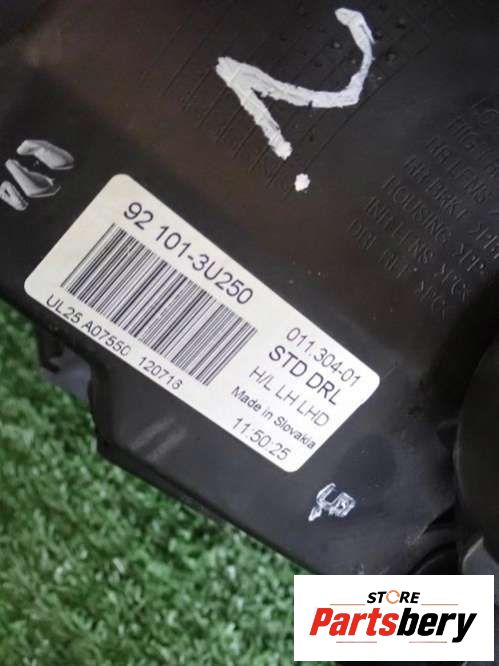 92 101-3U250
UL25 A07550 120716
011.304-01
STD DRL
H/L LH LHD
Made in Slovakia
11:50:25
HOUSING
STORE
Partsbery